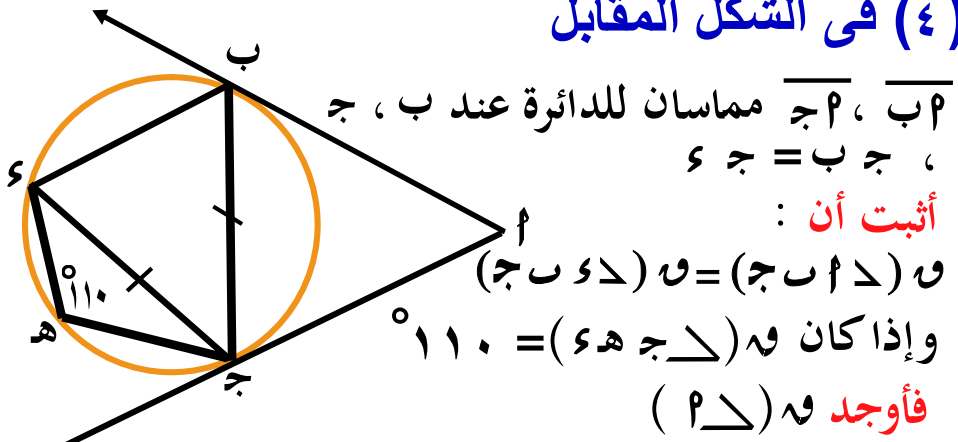 (٤) فى الشكل المقابل
أب ، أجـ مماسان للدائرة عند ب ، جـ
، جـ ب = جـ ء
أثبت أن :
ق (∠ أ ب جـ) = ق (∠ ء ب جـ)
وإذا كان ق (∠ جـ هـ ء) = ١١٠°
فأوجد ق (∠ أ)
ب
ء
أ
١١٠°
هـ
جـ